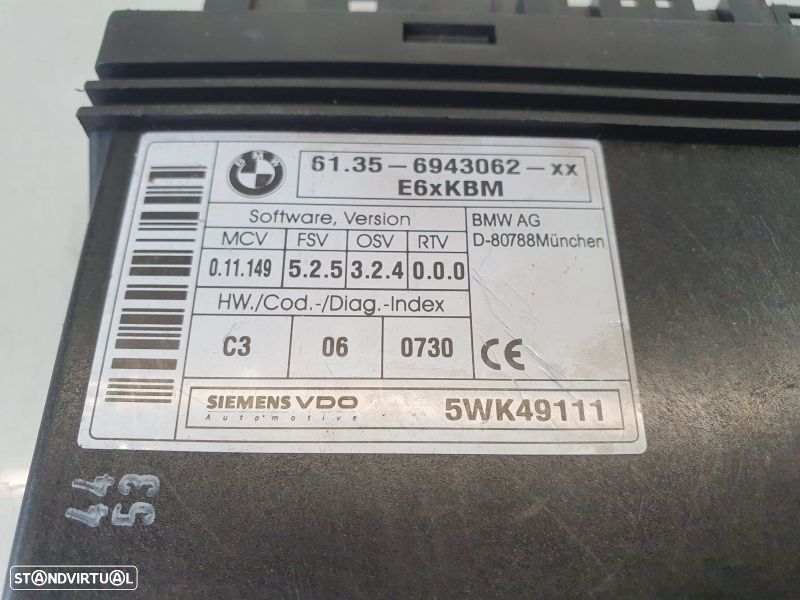 BMW
61.35-6943062-xx
E6xKBM
Software, Version
MCV FSV OSV RTV
0.11.149 5.2.5 3.2.4 0.0.0
BMW AG
D-80788München
HW./Cod.-/Diag.-Index
C3 06 0730
CE
SIEMENS VDO
Automotive
5WK49111
44
53
STANDVIRTUAL